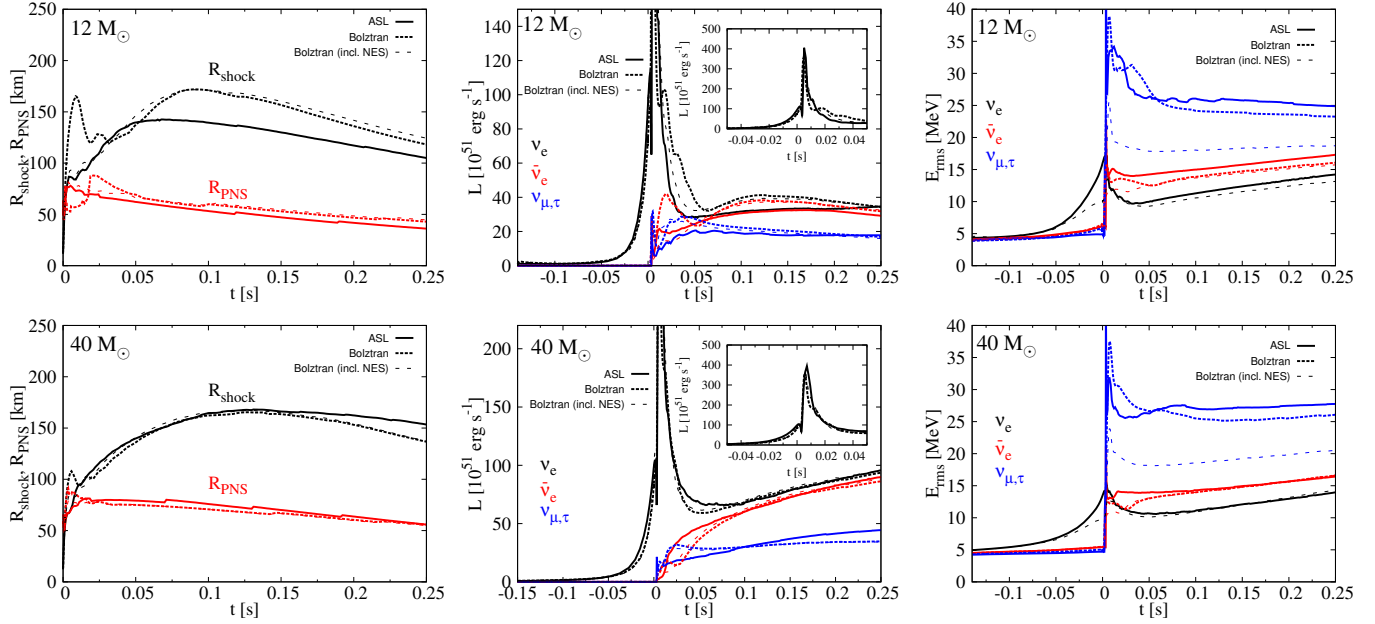 12 M☉
ASL
Bolztran
Bolztran (incl. NES)
R_shock
R_PNS
R_shock, R_PNS [km]
250
200
150
100
50
0
0 0.05 0.1 0.15 0.2 0.25
t [s]
12 M☉
ASL
Bolztran
Bolztran (incl. NES)
ν_e
ν̄_e
ν_μ,τ
L [10^51 erg s^-1]
140
120
100
80
60
40
20
0
-0.1 -0.05 0 0.05 0.1 0.15 0.2 0.25
t [s]
L [10^51 erg s^-1]
500
400
300
200
100
0
-0.04 -0.02 0 0.02 0.04
t [s]
12 M☉
ASL
Bolztran
Bolztran (incl. NES)
ν_e
ν̄_e
ν_μ,τ
E_rms [MeV]
40
35
30
25
20
15
10
5
0
-0.1 -0.05 0 0.05 0.1 0.15 0.2 0.25
t [s]
40 M☉
ASL
Bolztran
Bolztran (incl. NES)
R_shock
R_PNS
R_shock, R_PNS [km]
250
200
150
100
50
0
0 0.05 0.1 0.15 0.2 0.25
t [s]
40 M☉
ASL
Bolztran
Bolztran (incl. NES)
ν_e
ν̄_e
ν_μ,τ
L [10^51 erg s^-1]
200
150
100
50
0
-0.15 -0.1 -0.05 0 0.05 0.1 0.15 0.2 0.25
t [s]
L [10^51 erg s^-1]
500
400
300
200
100
0
-0.04 -0.02 0 0.02 0.04
t [s]
40 M☉
ASL
Bolztran
Bolztran (incl. NES)
ν_e
ν̄_e
ν_μ,τ
E_rms [MeV]
40
35
30
25
20
15
10
5
0
-0.1 -0.05 0 0.05 0.1 0.15 0.2 0.25
t [s]